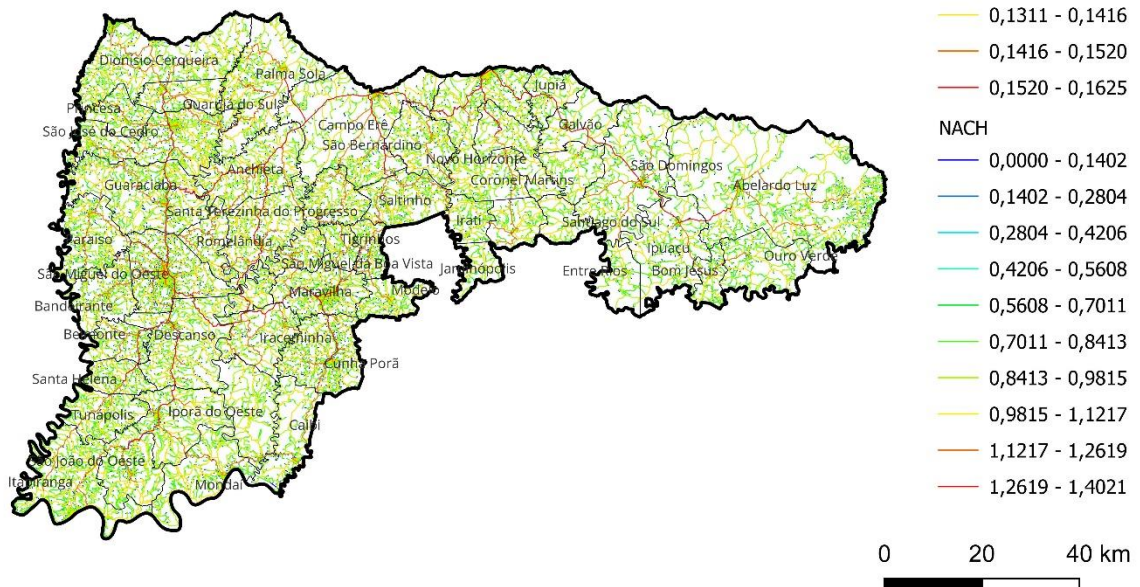 0,1311 - 0,1416
0,1416 - 0,1520
0,1520 - 0,1625
NACH
0,0000 - 0,1402
0,1402 - 0,2804
0,2804 - 0,4206
0,4206 - 0,5608
0,5608 - 0,7011
0,7011 - 0,8413
0,8413 - 0,9815
0,9815 - 1,1217
1,1217 - 1,2619
1,2619 - 1,4021
0 20 40 km
Dionísio Cerqueira
Palma Sola
Princesa
Guarujá do Sul
São José do Cedro
Campo Erê
São Bernardino
Jupiá
Galvão
Novo Horizonte
Coronel Martins
São Domingos
Abelardo Luz
Anchieta
Guaraciaba
Saltinho
Santa Terezinha do Progresso
Irati
Santiago do Sul
Paraíso
Romelândia
Tigrinhos
Ipuaçu
Ouro Verde
São Miguel do Oeste
São Miguel da Boa Vista
Jardinópolis
Entre Rios
Bom Jesus
Bandeirante
Maravilha
Modelo
Belmonte
Descanso
Iraceminha
Cunha Porã
Santa Helena
Tunápolis
Iporã do Oeste
Caibi
São João do Oeste
Itapiranga
Mondaí